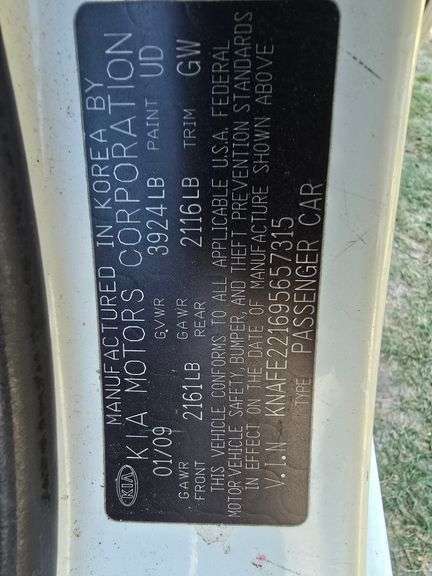 MANUFACTURED IN KOREA BY
KIA
KIA MOTORS CORPORATION
01/09 GVWR 3924LB PAINT UD
GAWR FRONT 2161LB GAWR REAR 2116LB TRIM GW
THIS VEHICLE CONFORMS TO ALL APPLICABLE U.S.A. FEDERAL
MOTOR VEHICLE SAFETY, BUMPER, AND THEFT PREVENTION STANDARDS
IN EFFECT ON THE DATE OF MANUFACTURE SHOWN ABOVE.
V.I.N KNAFE221695657315
TYPE PASSENGER CAR